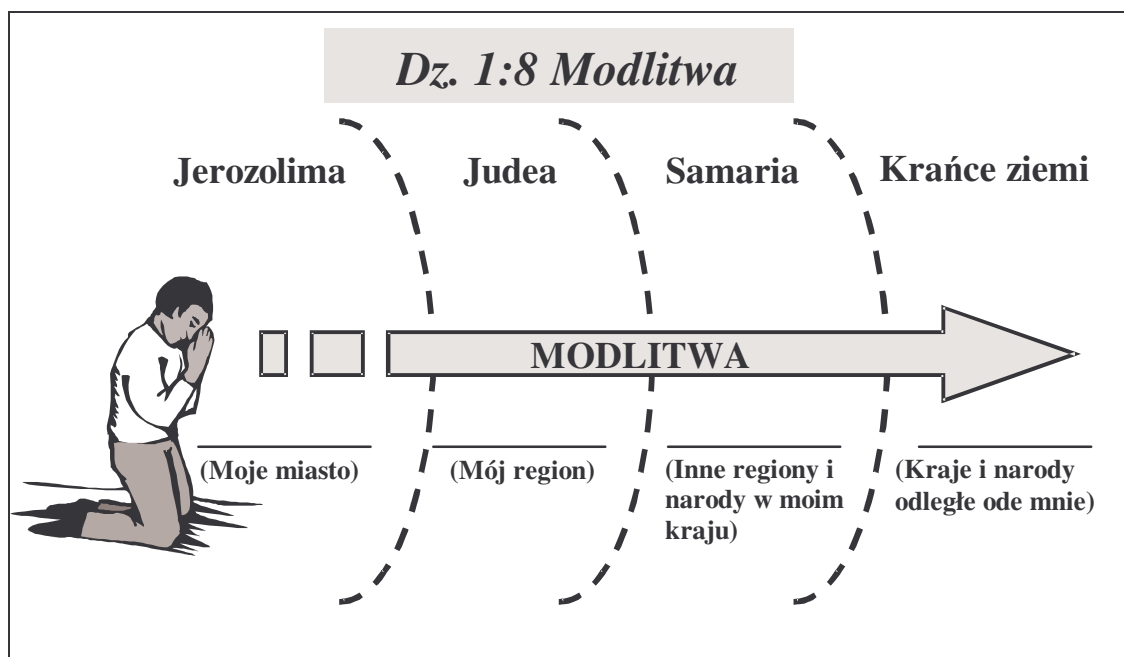 Dz. 1:8 Modlitwa
Jerozolima
Judea
Samaria
Krańce ziemi
MODLITWA
(Moje miasto)
(Mój region)
(Inne regiony i
narody w moim
kraju)
(Kraje i narody
odległe ode mnie)